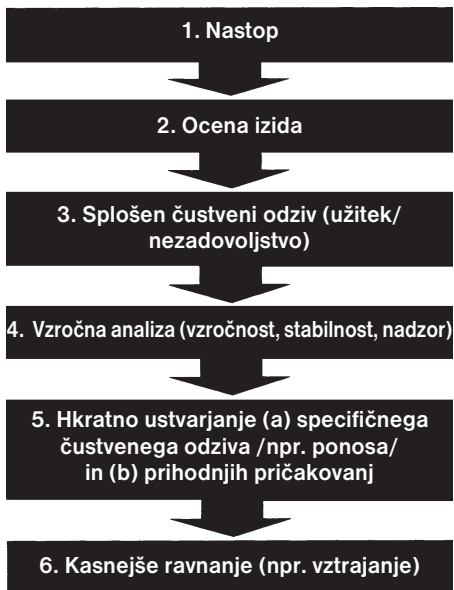 1. Nastop
2. Ocena izida
3. Splošen čustveni odziv (užitek/
nezadovoljstvo)
4. Vzročna analiza (vzročnost, stabilnost, nadzor)
5. Hkratno ustvarjanje (a) specifičnega
čustvenega odziva /npr. ponosa/
in (b) prihodnjih pričakovanj
6. Kasnejše ravnanje (npr. vztrajanje)